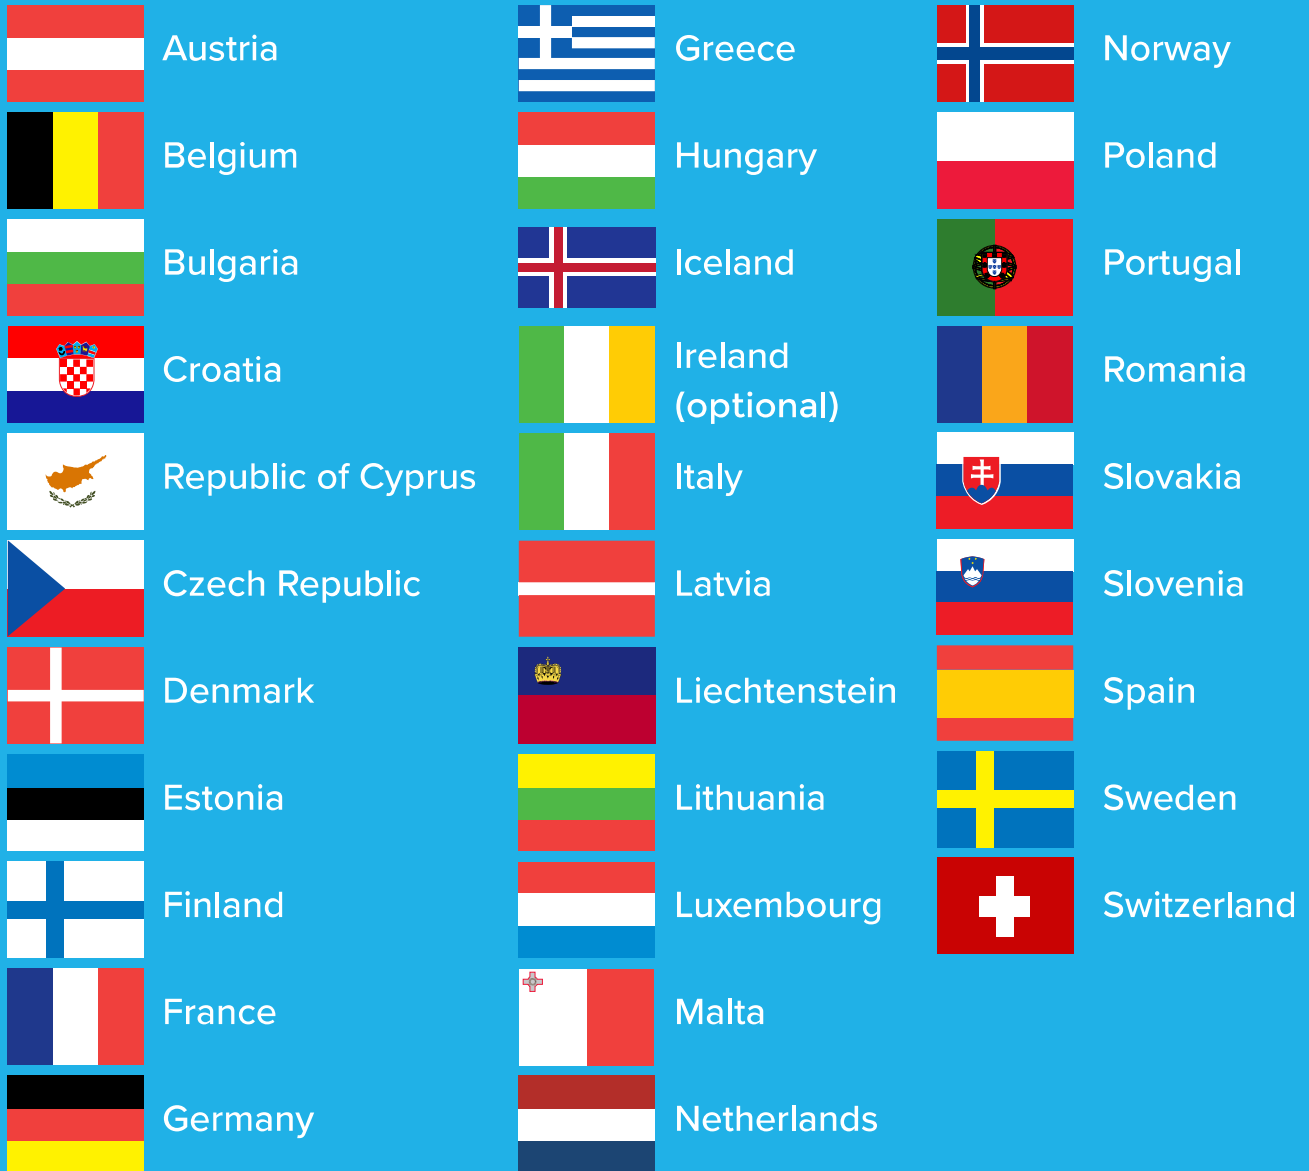 Austria
Belgium
Bulgaria
Croatia
Republic of Cyprus
Czech Republic
Denmark
Estonia
Finland
France
Germany
Greece
Hungary
Iceland
Ireland
(optional)
Italy
Latvia
Liechtenstein
Lithuania
Luxembourg
Malta
Netherlands
Norway
Poland
Portugal
Romania
Slovakia
Slovenia
Spain
Sweden
Switzerland